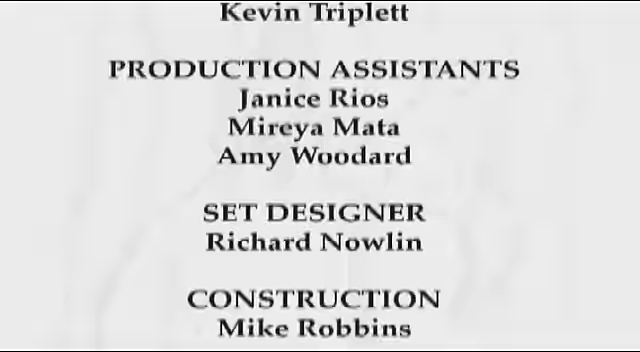 Kevin Triplett
PRODUCTION ASSISTANTS
Janice Rios
Mireya Mata
Amy Woodard
SET DESIGNER
Richard Nowlin
CONSTRUCTION
Mike Robbins